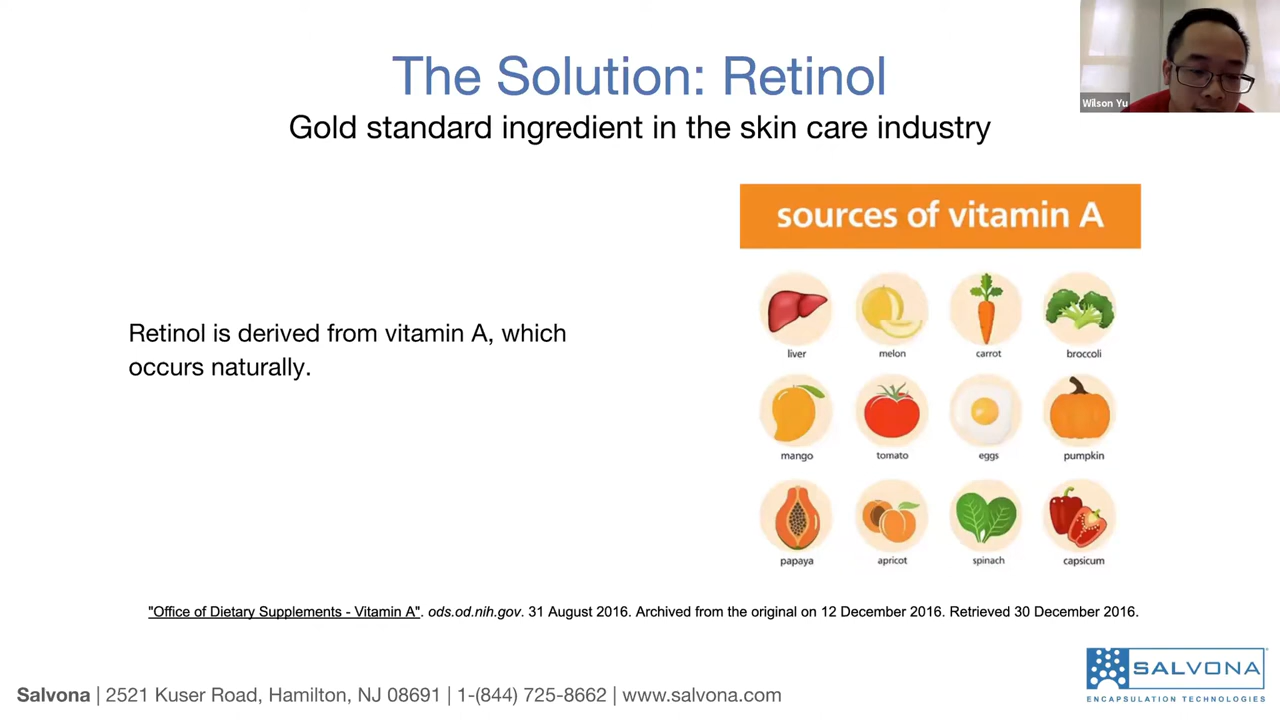 The Solution: Retinol
Gold standard ingredient in the skin care industry
Wilson Yu
sources of vitamin A
liver
melon
carrot
broccoli
Retinol is derived from vitamin A, which
occurs naturally.
mango
tomato
eggs
pumpkin
papaya
apricot
spinach
capsicum
"Office of Dietary Supplements - Vitamin A". ods.od.nih.gov. 31 August 2016. Archived from the original on 12 December 2016. Retrieved 30 December 2016.
Salvona | 2521 Kuser Road, Hamilton, NJ 08691 | 1-(844) 725-8662 | www.salvona.com
SALVONA®
ENCAPSULATION TECHNOLOGIES